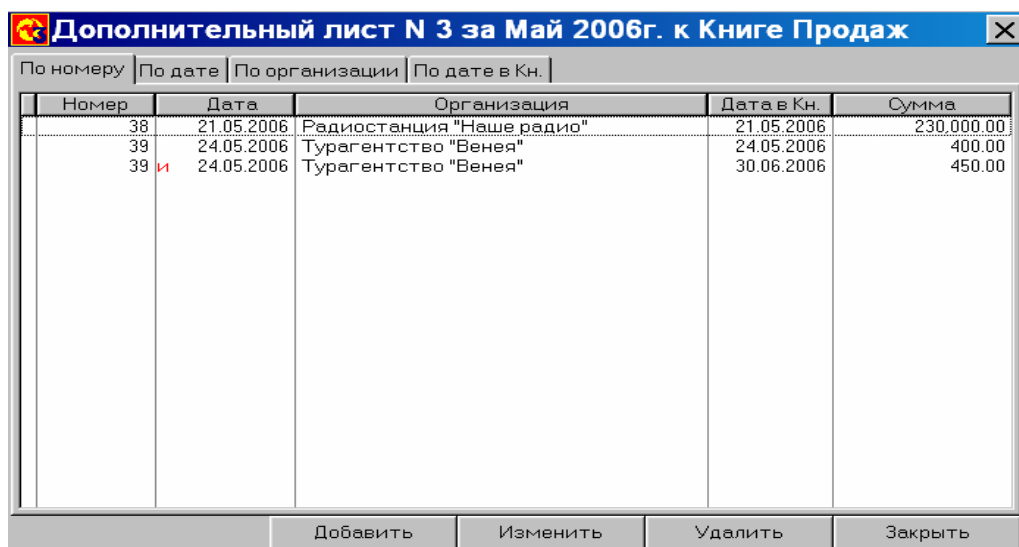 Дополнительный лист N 3 за Май 2006г. к Книге Продаж
По номеру По дате По организации По дате в Кн.
Номер Дата Организация Дата в Кн. Сумма
38 21.05.2006 Радиостанция "Наше радио" 21.05.2006 230,000.00
39 24.05.2006 Турагентство "Венея" 24.05.2006 400.00
39 и 24.05.2006 Турагентство "Венея" 30.06.2006 450.00
Добавить Изменить Удалить Закрыть